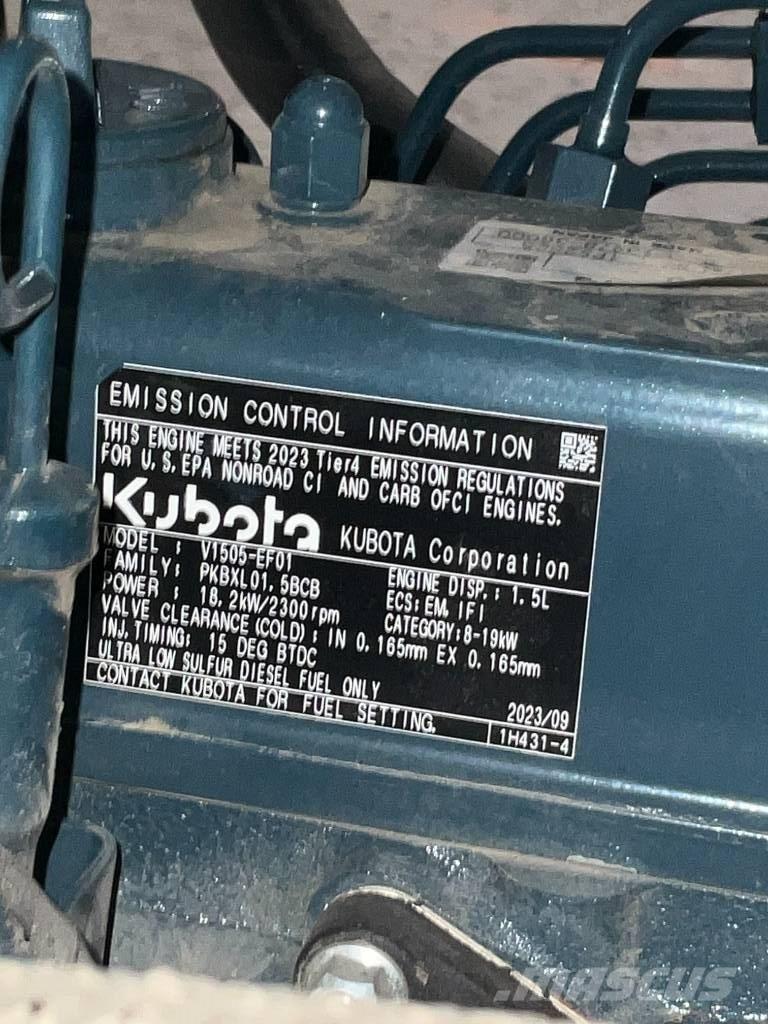 MADE IN JAPAN
EMISSION CONTROL INFORMATION
THIS ENGINE MEETS 2023 Tier4 EMISSION REGULATIONS
FOR U.S.EPA NONROAD CI AND CARB OFCI ENGINES.
Kubota KUBOTA Corporation
MODEL : V1505-EF01 ENGINE DISP.: 1.5L
FAMILY: PKBXL01.5BCB ECS:EM, IFI
POWER : 18.2kW/2300rpm CATEGORY:8-19kW
VALVE CLEARANCE(COLD): IN 0.165mm EX 0.165mm
INJ.TIMING: 15 DEG BTDC
ULTRA LOW SULFUR DIESEL FUEL ONLY 2023/09
CONTACT KUBOTA FOR FUEL SETTING. 1H431-4
MASCUS